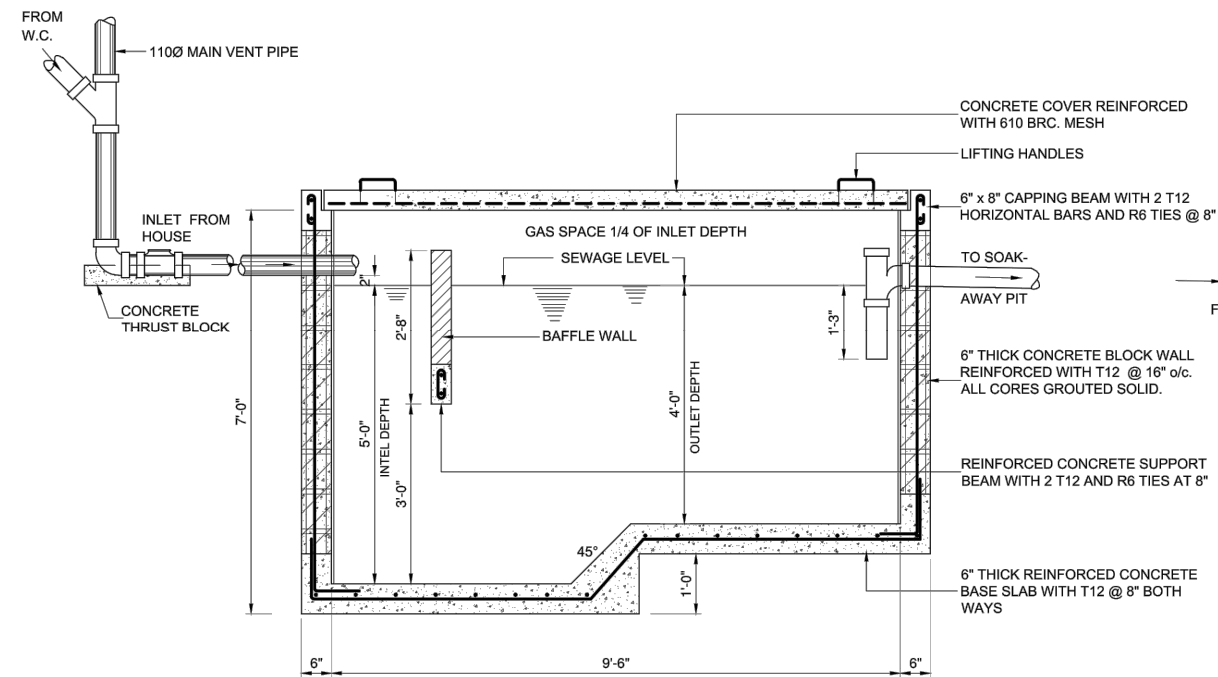 FROM
W.C.
110Ø MAIN VENT PIPE
CONCRETE COVER REINFORCED
WITH 610 BRC. MESH
LIFTING HANDLES
6" x 8" CAPPING BEAM WITH 2 T12
HORIZONTAL BARS AND R6 TIES @ 8"
INLET FROM
HOUSE
GAS SPACE 1/4 OF INLET DEPTH
SEWAGE LEVEL
TO SOAK-
AWAY PIT
2"
F
CONCRETE
THRUST BLOCK
2'-8"
BAFFLE WALL
1'-3"
6" THICK CONCRETE BLOCK WALL
REINFORCED WITH T12 @ 16" o/c.
ALL CORES GROUTED SOLID.
7'-0"
5'-0"
INTEL DEPTH
3'-0"
4'-0"
OUTLET DEPTH
REINFORCED CONCRETE SUPPORT
BEAM WITH 2 T12 AND R6 TIES AT 8"
45°
1'-0"
6" THICK REINFORCED CONCRETE
BASE SLAB WITH T12 @ 8" BOTH
WAYS
6"
9'-6"
6"